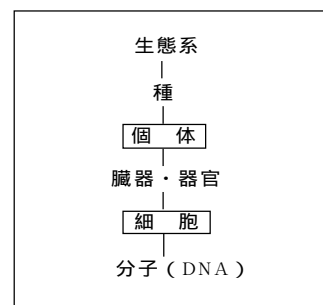 生態系
種
個 体
臓器・器官
細 胞
分子（DNA）